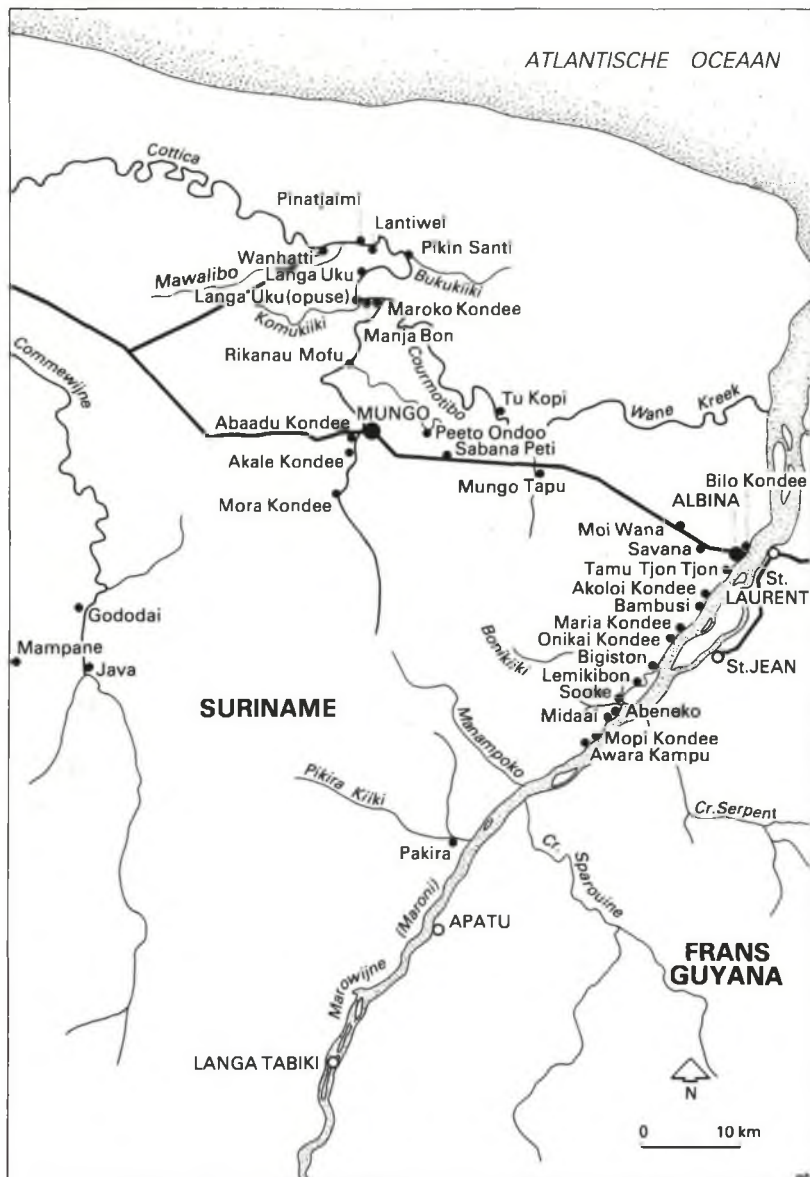 ATLANTISCHE OCEAAN
Cottica
Pinatjaimi
Lantiwei
Wanhatti
Pikin Santi
Mawalibo
Langa Uku
Bukukiiki
Langa Uku (opuse)
Maroko Kondee
Komukiiki
Manja Bon
Commewijne
Rikanau Mofu
Courmotibo
Tu Kopi
Wane Kreek
Abaadu Kondee
MUNGO
Peeto Ondoo
Akale Kondee
Sabana Peti
Mungo Tapu
Mora Kondee
Bilo Kondee
ALBINA
Moi Wana
Savana
Tamu Tjon Tjon
St.
LAURENT
Akoloi Kondee
Bambusi
Gododai
Maria Kondee
Onikai Kondee
Mampane
Java
Bonikiiki
Bigiston
St.JEAN
Lemikibon
Sooke
SURINAME
Abeneko
Midaai
Manampoko
Mopi Kondee
Awara Kampu
Pikira Kiiki
Cr.Serpent
Pakira
Cr. Sparouine
(Maroni)
APATU
FRANS
GUYANA
Marowijne
LANGA TABIKI
N
0 10 km